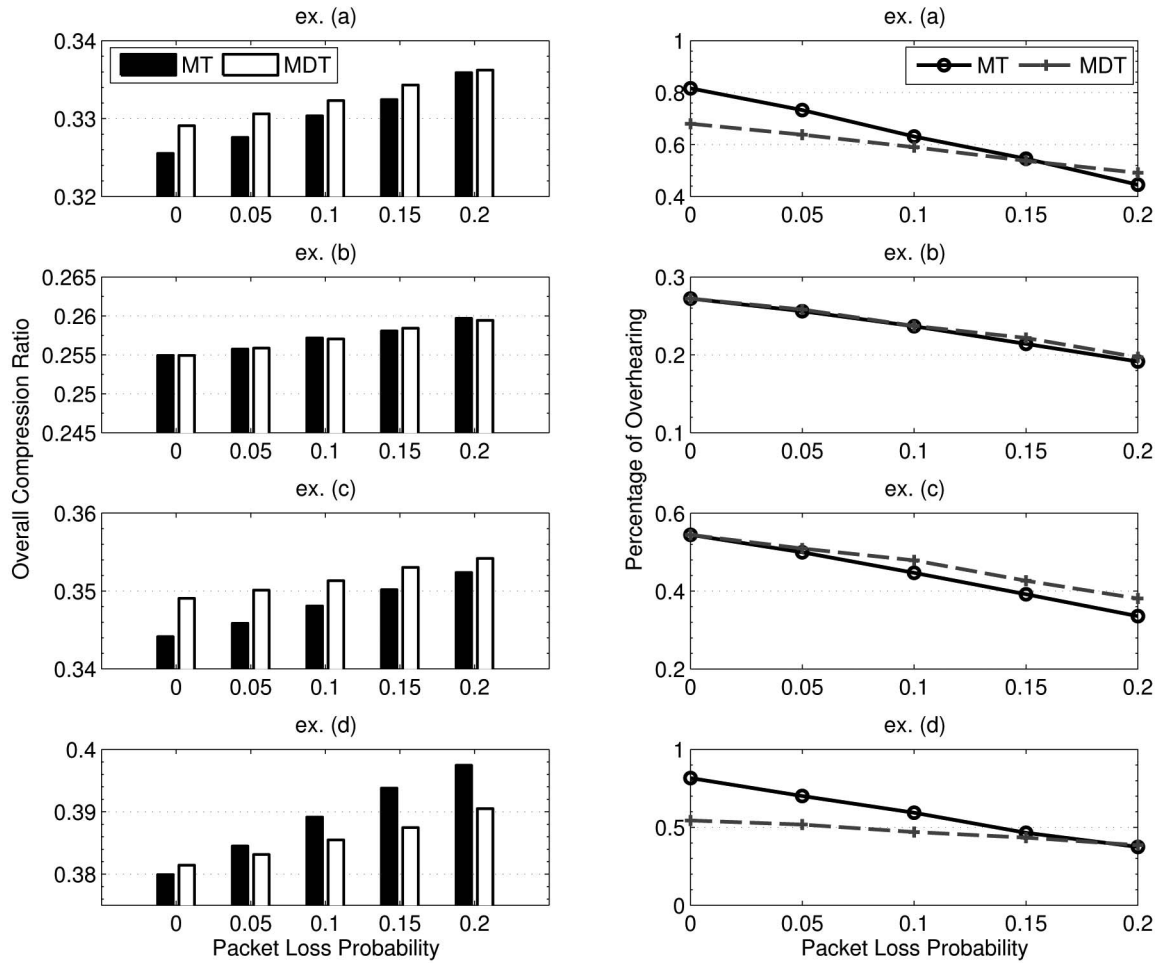 ex. (a)
0.34
0.33
0.32
MT MDT
0 0.05 0.1 0.15 0.2
ex. (b)
0.265
0.26
0.255
0.25
0.245
0 0.05 0.1 0.15 0.2
ex. (c)
0.36
0.35
0.34
0 0.05 0.1 0.15 0.2
ex. (d)
0.4
0.39
0.38
0 0.05 0.1 0.15 0.2
Overall Compression Ratio
Packet Loss Probability
ex. (a)
1
0.8
0.6
0.4
MT MDT
0 0.05 0.1 0.15 0.2
ex. (b)
0.3
0.2
0.1
0 0.05 0.1 0.15 0.2
ex. (c)
0.6
0.4
0.2
0 0.05 0.1 0.15 0.2
ex. (d)
1
0.5
0
0 0.05 0.1 0.15 0.2
Percentage of Overhearing
Packet Loss Probability